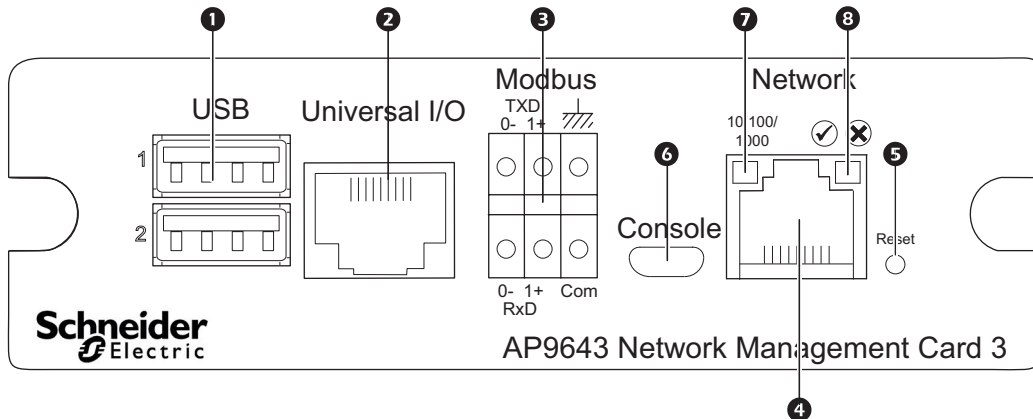 1 2 3 7 8
Modbus
Network
USB
Universal I/O
TXD
0- 1+
10/100/
1000
6
5
1
2
Console
Reset
0- 1+ Com
RxD
Schneider
Electric
AP9643 Network Management Card 3
4